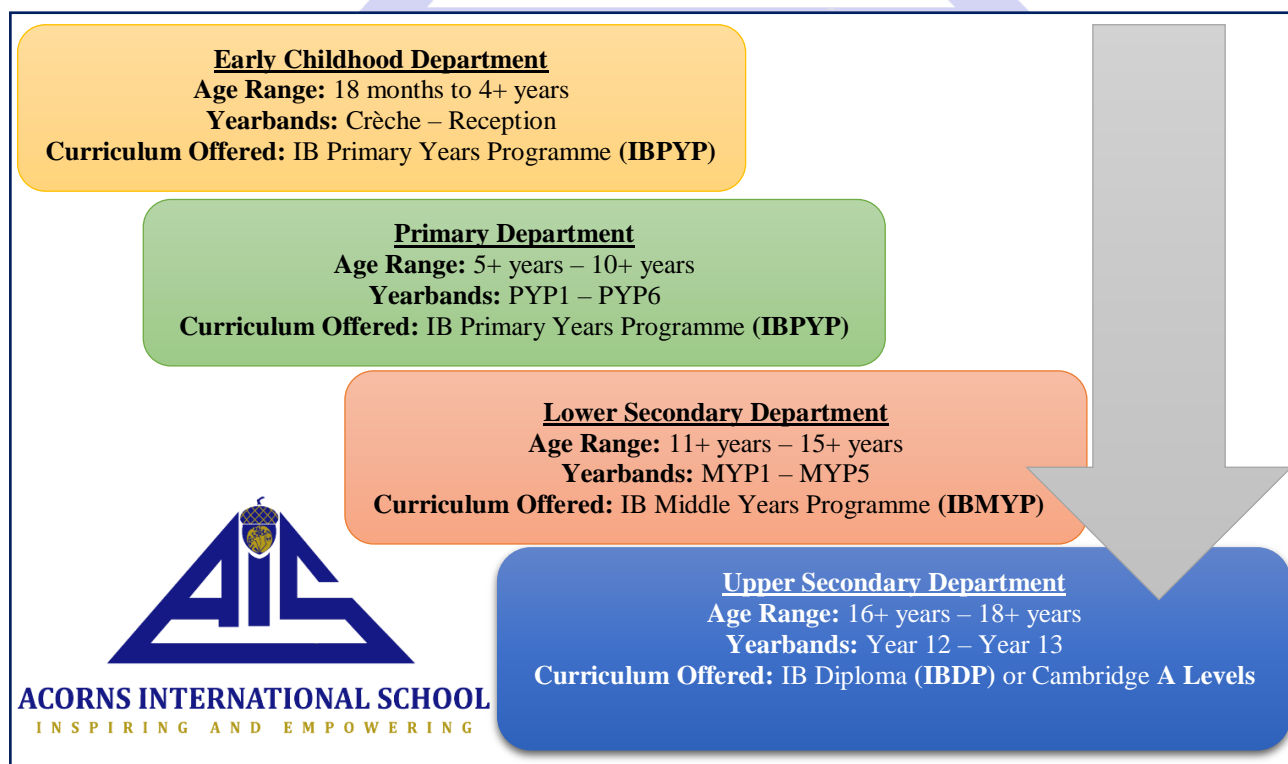 Early Childhood Department
Age Range: 18 months to 4+ years
Yearbands: Crèche – Reception
Curriculum Offered: IB Primary Years Programme (IBPYP)
Primary Department
Age Range: 5+ years – 10+ years
Yearbands: PYP1 – PYP6
Curriculum Offered: IB Primary Years Programme (IBPYP)
Lower Secondary Department
Age Range: 11+ years – 15+ years
Yearbands: MYP1 – MYP5
Curriculum Offered: IB Middle Years Programme (IBMYP)
Upper Secondary Department
Age Range: 16+ years – 18+ years
Yearbands: Year 12 – Year 13
Curriculum Offered: IB Diploma (IBDP) or Cambridge A Levels
AIS
ACORNS INTERNATIONAL SCHOOL
INSPIRING AND EMPOWERING